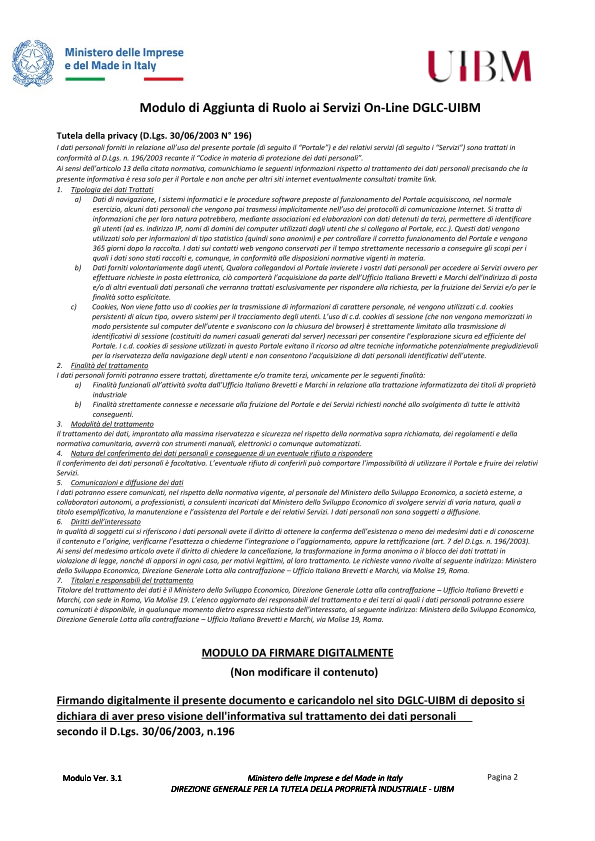 Ministero delle Imprese
e del Made in Italy
UIBM
Modulo di Aggiunta di Ruolo ai Servizi On-Line DGLC-UIBM
Tutela della privacy (D.Lgs. 30/06/2003 N° 196)
I dati personali forniti in relazione all'uso del presente portale (di seguito il "Portale") e dei relativi servizi (di seguito i "Servizi") sono trattati in
conformità al D.Lgs. n. 196/2003 recante il "Codice in materia di protezione dei dati personali".
Ai sensi dell'articolo 13 della citata normativa, comunichiamo le seguenti informazioni rispetto al trattamento dei dati personali precisando che la
presente informativa è resa solo per il Portale e non anche per altri siti internet eventualmente consultati tramite link.
1. Tipologia dei dati Trattati
a) Dati di navigazione, I sistemi informatici e le procedure software preposte al funzionamento del Portale acquisiscono, nel normale
esercizio, alcuni dati personali che vengono poi trasmessi implicitamente nell'uso dei protocolli di comunicazione Internet. Si tratta di
informazioni che per loro natura potrebbero, mediante associazioni ed elaborazioni con dati detenuti da terzi, permettere di identificare
gli utenti (ad es. indirizzo IP, nomi di domini dei computer utilizzati dagli utenti che si collegano al Portale, ecc.). Questi dati vengono
utilizzati solo per informazioni di tipo statistico (quindi sono anonimi) e per controllare il corretto funzionamento del Portale e vengono
365 giorni dopo la raccolta. I dati sui contatti web vengono conservati per il tempo strettamente necessario a conseguire gli scopi per i
quali i dati sono stati raccolti e, comunque, in conformità alle disposizioni normative vigenti in materia.
b) Dati forniti volontariamente dagli utenti, Qualora collegandovi al Portale invierete i vostri dati personali per accedere ai Servizi ovvero per
effettuare richieste in posta elettronica, ciò comporterà l'acquisizione da parte dell'Ufficio Italiano Brevetti e Marchi dell'indirizzo di posta
e/o di altri eventuali dati personali che verranno trattati esclusivamente per rispondere alla richiesta, per la fruizione dei Servizi e/o per le
finalità sotto esplicitate.
c) Cookies, Non viene fatto uso di cookies per la trasmissione di informazioni di carattere personale, né vengono utilizzati c.d. cookies
persistenti di alcun tipo, ovvero sistemi per il tracciamento degli utenti. L'uso di c.d. cookies di sessione (che non vengono memorizzati in
modo persistente sul computer dell'utente e svaniscono con la chiusura del browser) è strettamente limitato alla trasmissione di
identificativi di sessione (costituiti da numeri casuali generati dal server) necessari per consentire l'esplorazione sicura ed efficiente del
Portale. I c.d. cookies di sessione utilizzati in questo Portale evitano il ricorso ad altre tecniche informatiche potenzialmente pregiudizievoli
per la riservatezza della navigazione degli utenti e non consentono l'acquisizione di dati personali identificativi dell'utente.
2. Finalità del trattamento
I dati personali forniti potranno essere trattati, direttamente e/o tramite terzi, unicamente per le seguenti finalità:
a) Finalità funzionali all'attività svolta dall'Ufficio Italiano Brevetti e Marchi in relazione alla trattazione informatizzata dei titoli di proprietà
industriale
b) Finalità strettamente connesse e necessarie alla fruizione del Portale e dei Servizi richiesti nonché allo svolgimento di tutte le attività
conseguenti.
3. Modalità del trattamento
Il trattamento dei dati, improntato alla massima riservatezza e sicurezza nel rispetto della normativa sopra richiamata, dei regolamenti e della
normativa comunitaria, avverrà con strumenti manuali, elettronici o comunque automatizzati.
4. Natura del conferimento dei dati personali e conseguenze di un eventuale rifiuto a rispondere
Il conferimento dei dati personali è facoltativo. L'eventuale rifiuto di conferirli può comportare l'impossibilità di utilizzare il Portale e fruire dei relativi
Servizi.
5. Comunicazioni e diffusione dei dati
I dati potranno essere comunicati, nel rispetto della normativa vigente, al personale del Ministero dello Sviluppo Economico, a società esterne, a
collaboratori autonomi, a professionisti, a consulenti incaricati dal Ministero dello Sviluppo Economico di svolgere servizi di varia natura, quali a
titolo esemplificativo, la manutenzione e l'assistenza del Portale e dei relativi Servizi. I dati personali non sono soggetti a diffusione.
6. Diritti dell'interessato
In qualità di soggetti cui si riferiscono i dati personali avete il diritto di ottenere la conferma dell'esistenza o meno dei medesimi dati e di conoscerne
il contenuto e l'origine, verificarne l'esattezza o chiederne l'integrazione o l'aggiornamento, oppure la rettificazione (art. 7 del D.Lgs. n. 196/2003).
Ai sensi del medesimo articolo avete il diritto di chiedere la cancellazione, la trasformazione in forma anonima o il blocco dei dati trattati in
violazione di legge, nonché di opporsi in ogni caso, per motivi legittimi, al loro trattamento. Le richieste vanno rivolte al seguente indirizzo: Ministero
dello Sviluppo Economico, Direzione Generale Lotta alla contraffazione – Ufficio Italiano Brevetti e Marchi, via Molise 19, Roma.
7. Titolari e responsabili del trattamento
Titolare del trattamento dei dati è il Ministero dello Sviluppo Economico, Direzione Generale Lotta alla contraffazione – Ufficio Italiano Brevetti e
Marchi, con sede in Roma, Via Molise 19. L'elenco aggiornato dei responsabili del trattamento e dei terzi ai quali i dati personali potranno essere
comunicati è disponibile, in qualunque momento dietro espressa richiesta dell'interessato, al seguente indirizzo: Ministero dello Sviluppo Economico,
Direzione Generale Lotta alla contraffazione – Ufficio Italiano Brevetti e Marchi, via Molise 19, Roma.
MODULO DA FIRMARE DIGITALMENTE
(Non modificare il contenuto)
Firmando digitalmente il presente documento e caricandolo nel sito DGLC-UIBM di deposito si
dichiara di aver preso visione dell'informativa sul trattamento dei dati personali
secondo il D.Lgs. 30/06/2003, n.196
Modulo Ver. 3.1
Ministero delle Imprese e del Made in Italy
Pagina 2
DIREZIONE GENERALE PER LA TUTELA DELLA PROPRIETÀ INDUSTRIALE - UIBM